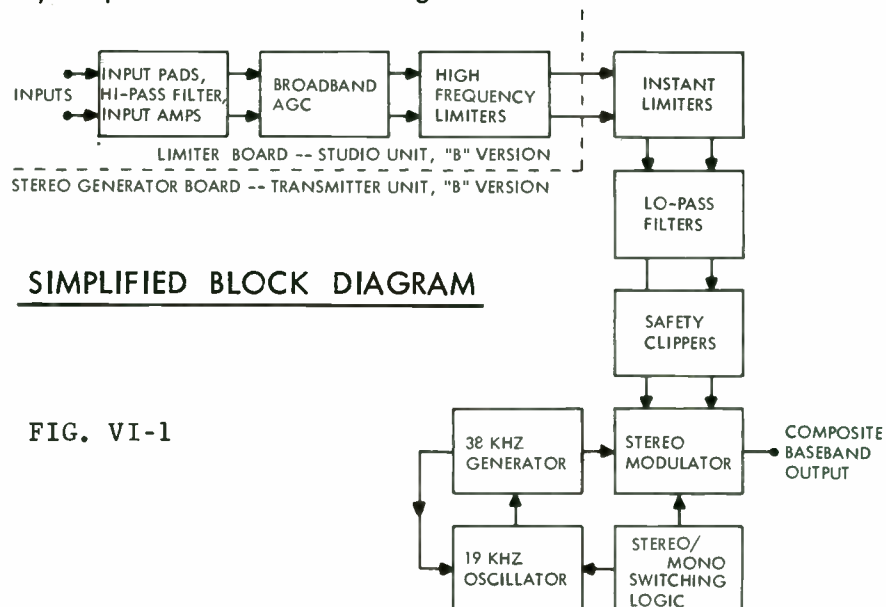 INPUTS
INPUT PADS,
HI-PASS FILTER,
INPUT AMPS
BROADBAND
AGC
HIGH
FREQUENCY
LIMITERS
INSTANT
LIMITERS
LIMITER BOARD -- STUDIO UNIT, "B" VERSION
STEREO GENERATOR BOARD -- TRANSMITTER UNIT, "B" VERSION
LO-PASS
FILTERS
SIMPLIFIED BLOCK DIAGRAM
SAFETY
CLIPPERS
FIG. VI-1
38 KHZ
GENERATOR
STEREO
MODULATOR
COMPOSITE
BASEBAND
OUTPUT
19 KHZ
OSCILLATOR
STEREO/
MONO
SWITCHING
LOGIC